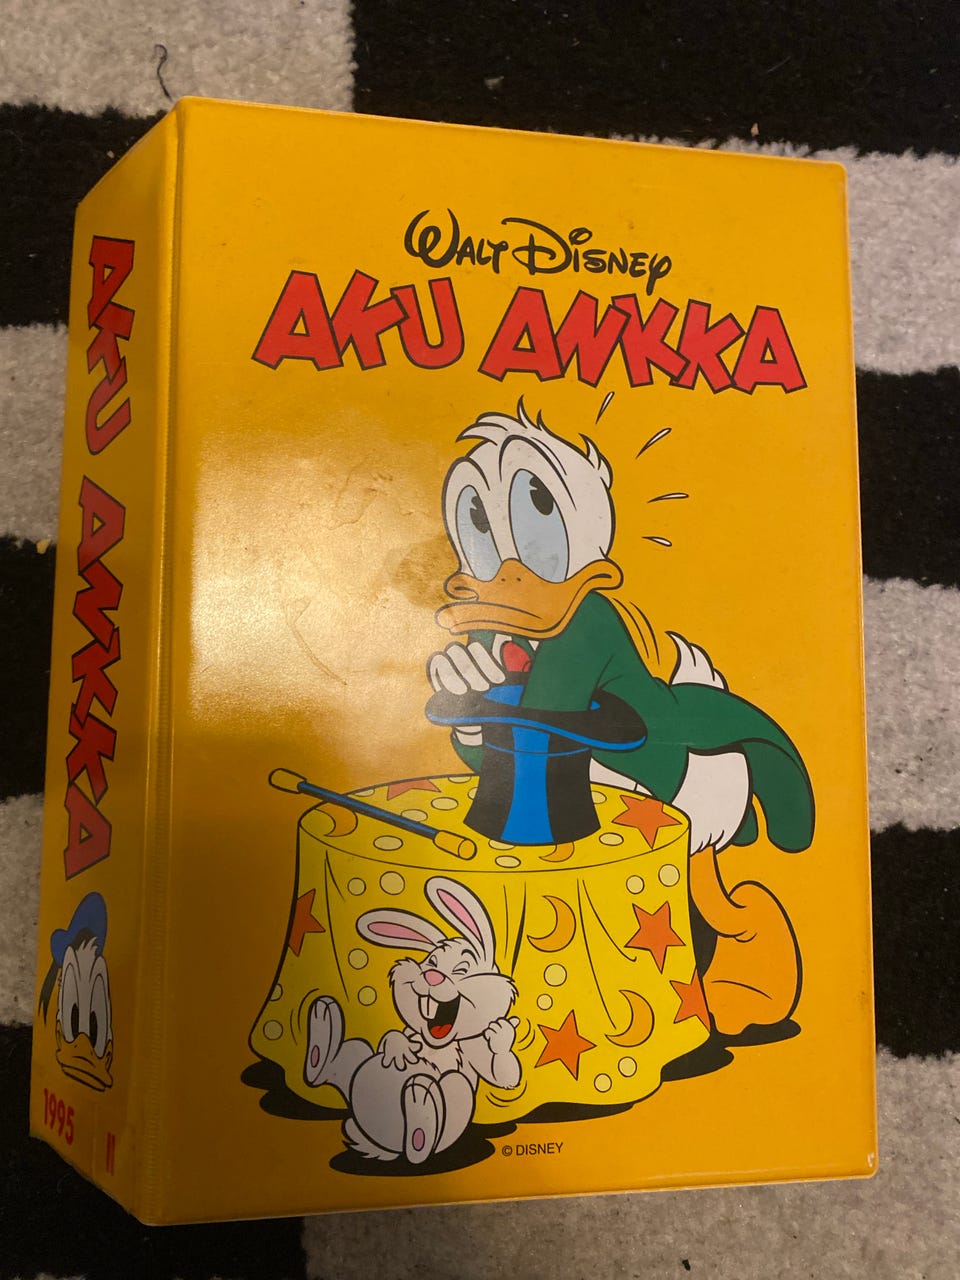 WALT DISNEY
AKU ANKKA
© DISNEY
AKU ANKKA
1995 II